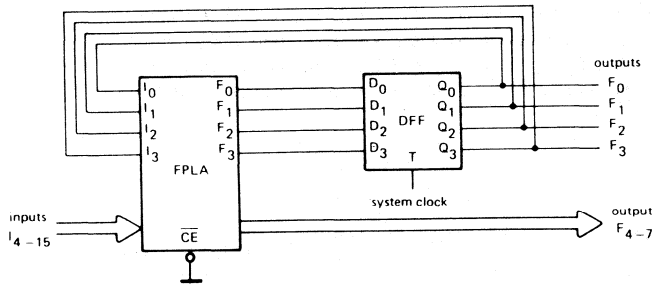 outputs
I0 F0 D0 Q0 F0
I1 F1 D1 Q1 F1
I2 F2 D2 DFF Q2 F2
I3 F3 D3 T Q3 F3
FPLA
system clock
inputs
I4-15
output
F4-7
CE